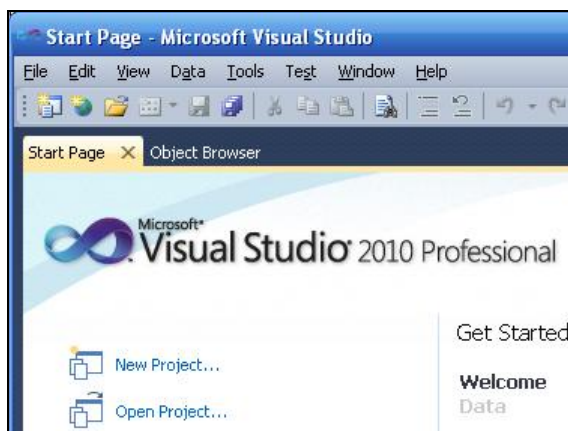 Start Page - Microsoft Visual Studio
File Edit View Data Tools Test Window Help
Start Page Object Browser
Microsoft®
Visual Studio® 2010 Professional
Get Started
New Project...
Welcome
Data
Open Project...